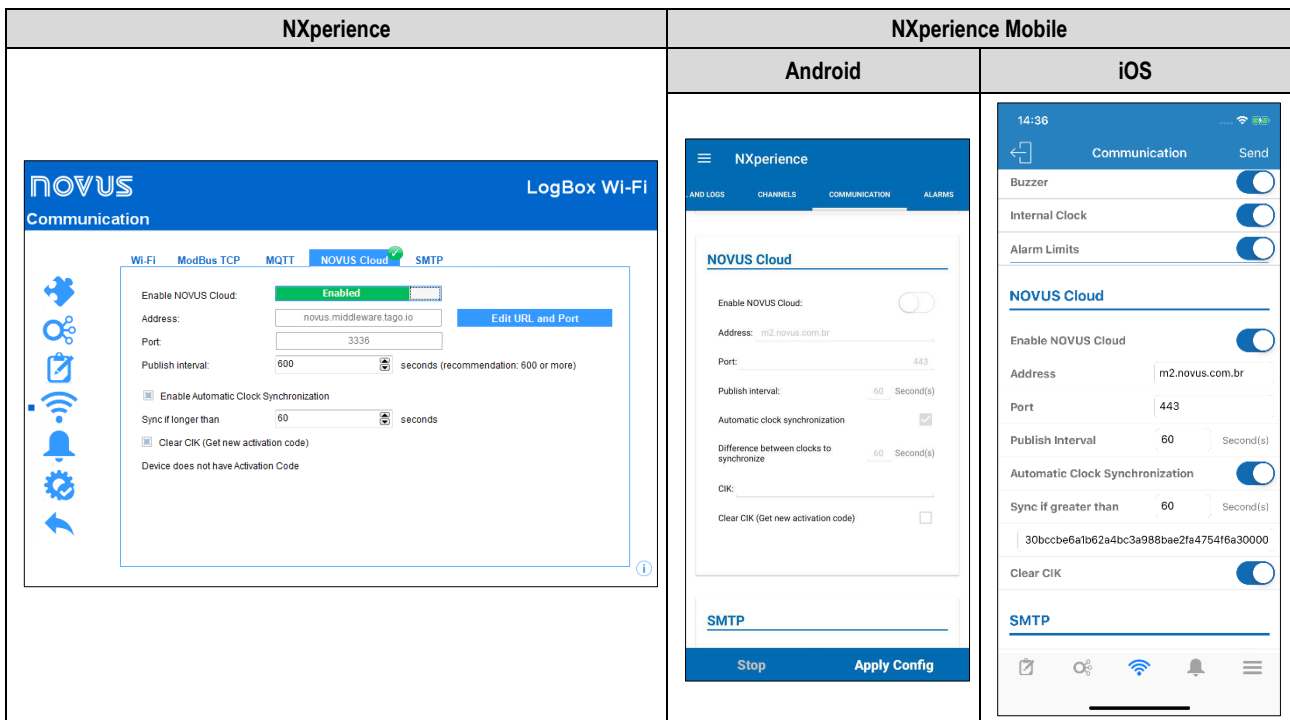 NXperience
NXperience Mobile
Android
iOS
novus
LogBox Wi-Fi
Communication
Wi-Fi ModBus TCP MQTT NOVUS Cloud SMTP
Enable NOVUS Cloud: Enabled
Address: novus.middleware.tago.io Edit URL and Port
Port: 3336
Publish interval: 600 seconds (recommendation: 600 or more)
Enable Automatic Clock Synchronization
Sync if longer than 60 seconds
Clear CIK (Get new activation code)
Device does not have Activation Code
NXperience
. AND LOGS CHANNELS COMMUNICATION ALARMS
NOVUS Cloud
Enable NOVUS Cloud:
Address: m2.novus.com.br
Port: 443
Publish interval: 60 Second(s)
Automatic clock synchronization
Difference between clocks to
synchronize 60 Second(s)
CIK:
Clear CIK (Get new activation code)
SMTP
Stop Apply Config
14:36
Communication Send
Buzzer
Internal Clock
Alarm Limits
NOVUS Cloud
Enable NOVUS Cloud
Address m2.novus.com.br
Port 443
Publish Interval 60 Second(s)
Automatic Clock Synchronization
Sync if greater than 60 Second(s)
30bccbe6a1b62a4bc3a988bae2fa4754f6a30000
Clear CIK
SMTP